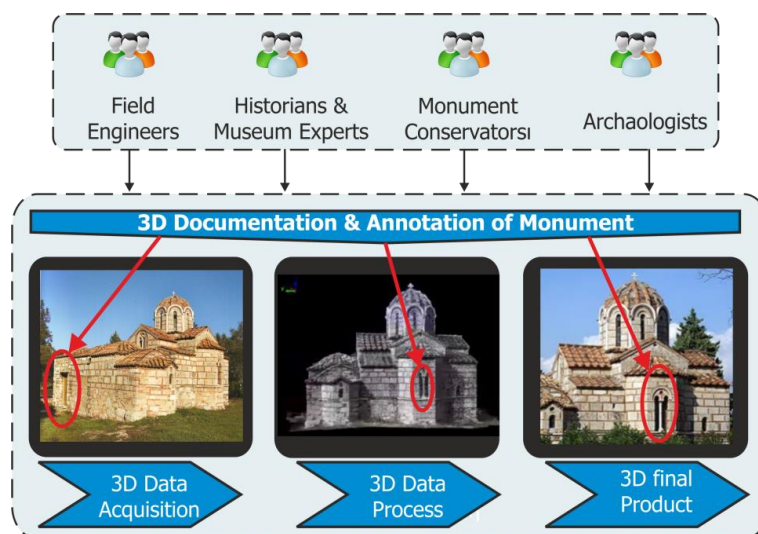 Field
Engineers
Historians &
Museum Experts
Monument
Conservatorsı
Archaologists
3D Documentation & Annotation of Monument
3D Data
Acquisition
3D Data
Process
3D final
Product